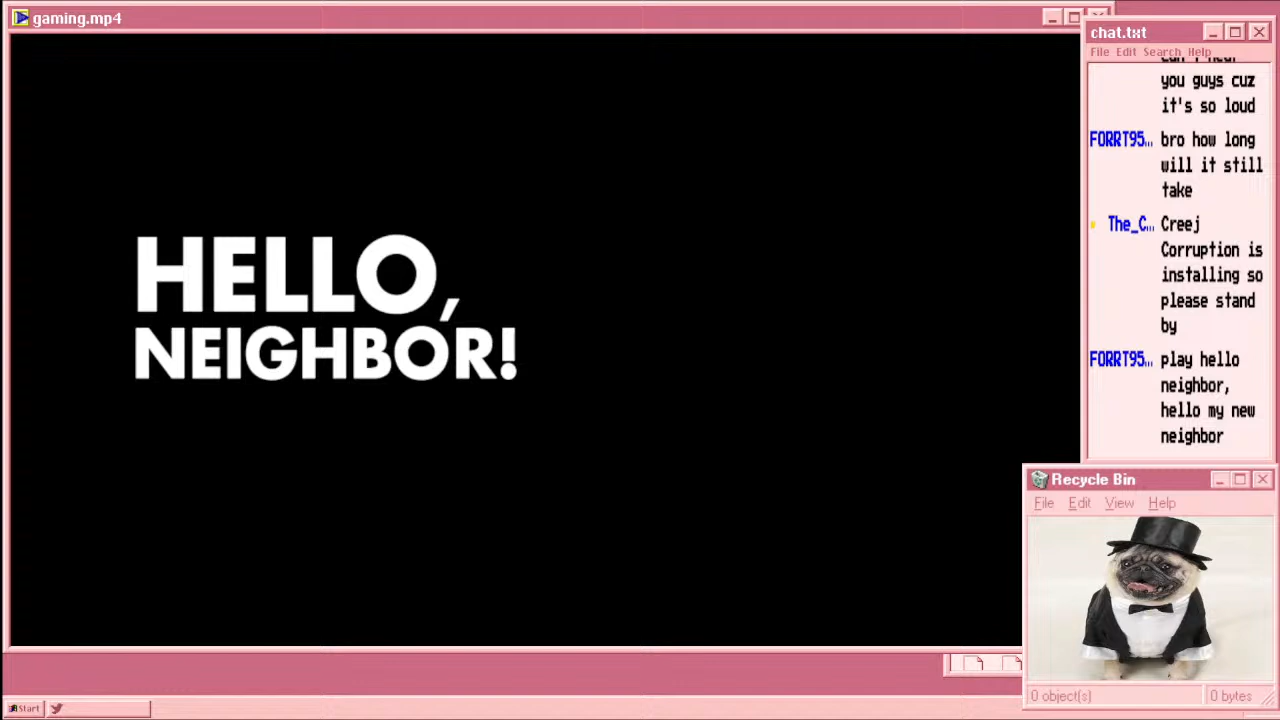 gaming.mp4
HELLO,
NEIGHBOR!
chat.txt
File Edit Search Help
you guys cuz
it's so loud
FORRT95... bro how long
will it still
take
The_C... Creej
Corruption is
installing so
please stand
by
FORRT95... play hello
neighbor,
hello my new
neighbor
Recycle Bin
File Edit View Help
0 object(s) 0 bytes
Start